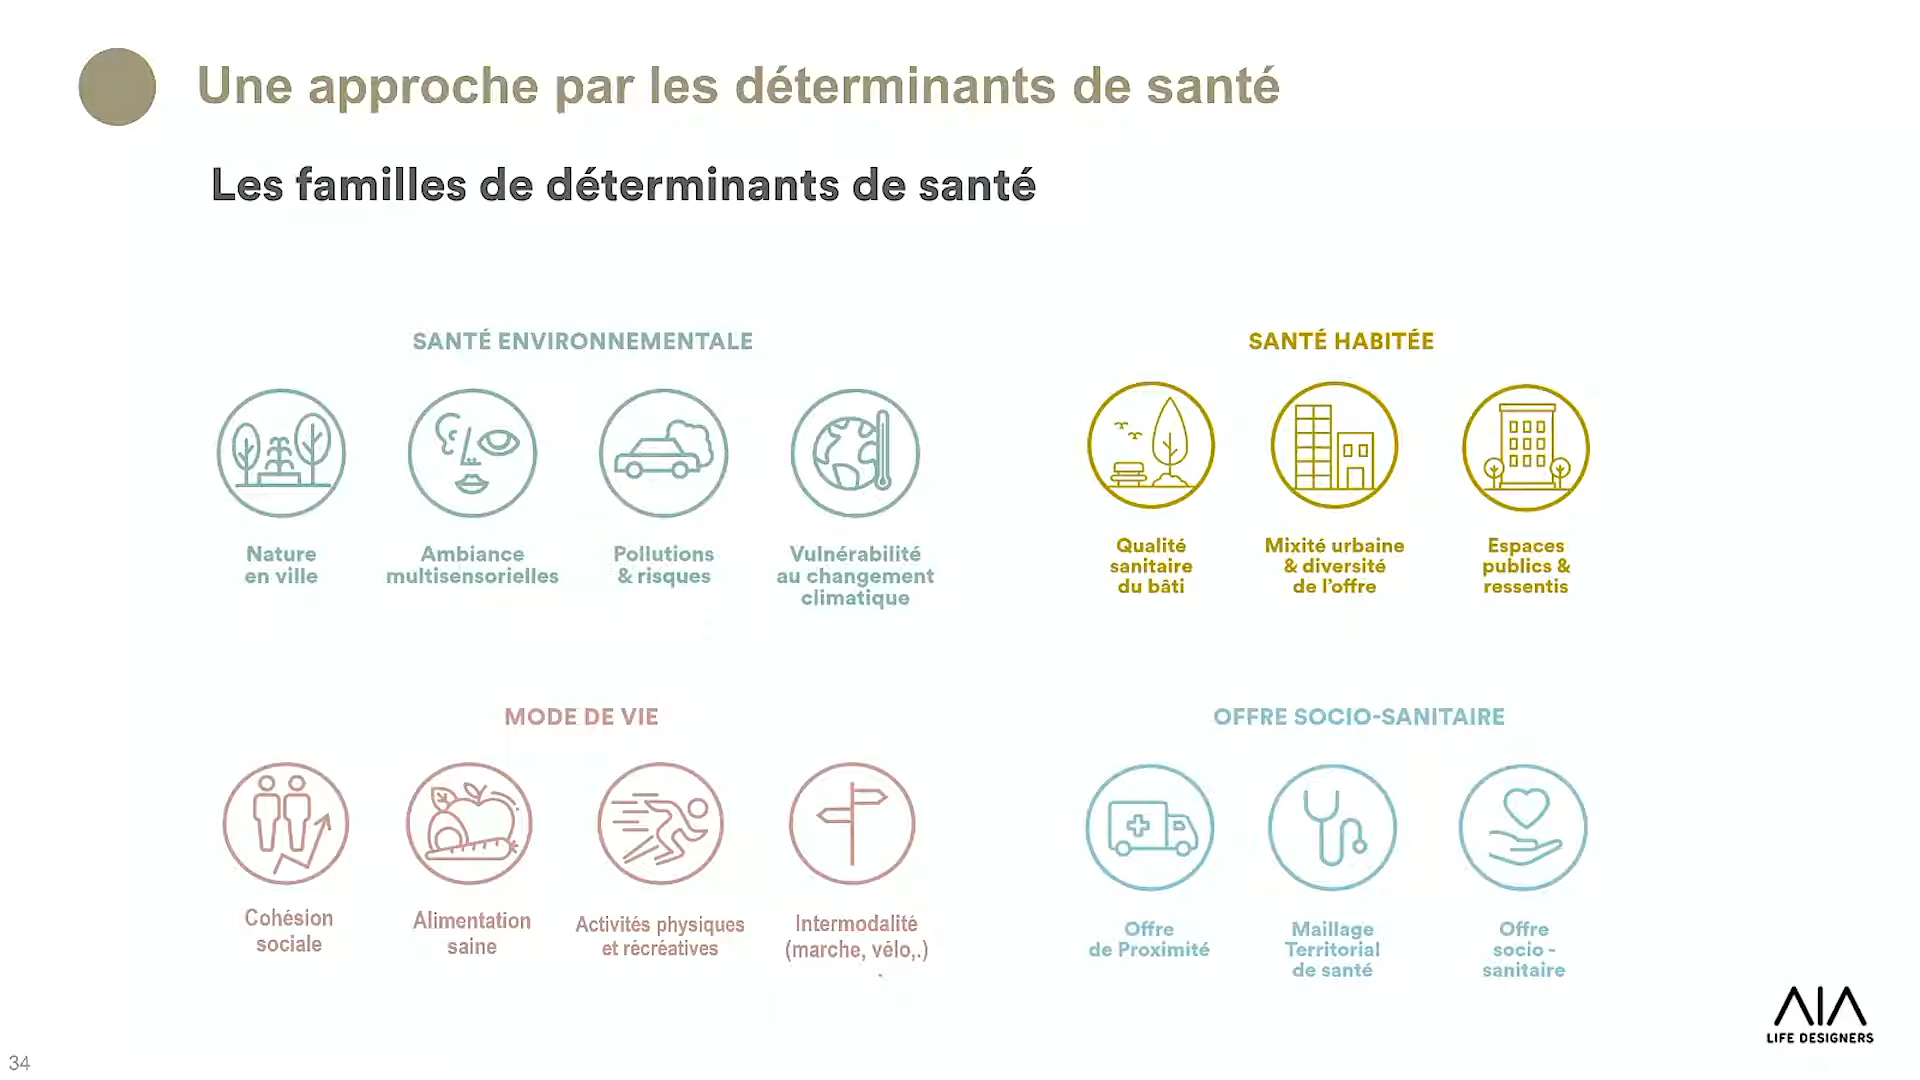 Une approche par les déterminants de santé
Les familles de déterminants de santé
SANTÉ ENVIRONNEMENTALE
Nature
en ville
Ambiance
multisensorielles
Pollutions
& risques
Vulnérabilité
au changement
climatique
SANTÉ HABITÉE
Qualité
sanitaire
du bâti
Mixité urbaine
& diversité
de l'offre
Espaces
publics &
ressentis
MODE DE VIE
Cohésion
sociale
Alimentation
saine
Activités physiques
et récréatives
Intermodalité
(marche, vélo,.)
OFFRE SOCIO-SANITAIRE
Offre
de Proximité
Maillage
Territorial
de santé
Offre
socio -
sanitaire
AIA
LIFE DESIGNERS
34